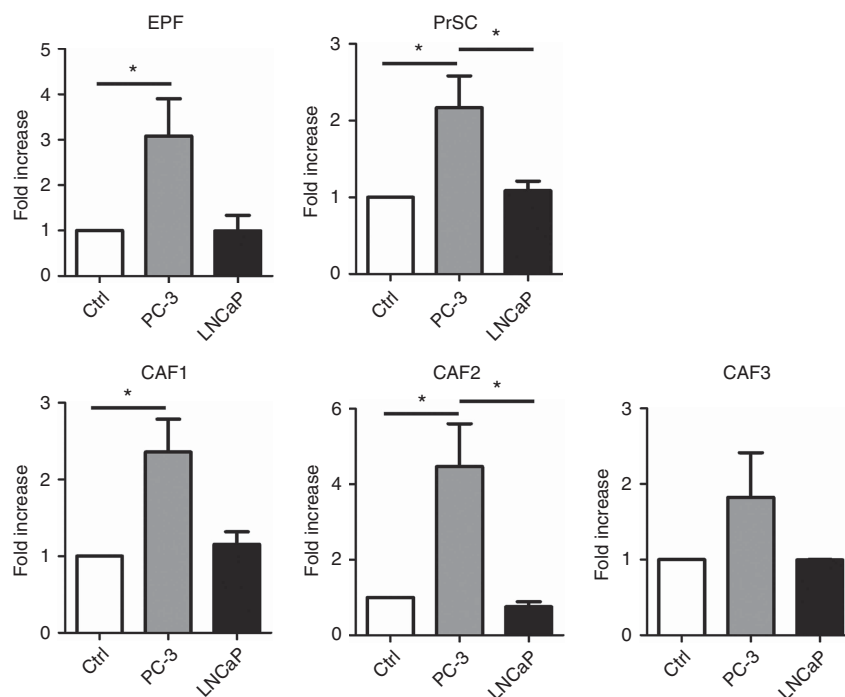 EPF
Fold increase
5
4
3
2
1
0
*
Ctrl
PC-3
LNCaP
PrSC
Fold increase
3
2
1
0
*
*
Ctrl
PC-3
LNCaP
CAF1
Fold increase
3
2
1
0
*
Ctrl
PC-3
LNCaP
CAF2
Fold increase
6
4
2
0
*
*
Ctrl
PC-3
LNCaP
CAF3
Fold increase
3
2
1
0
Ctrl
PC-3
LNCaP